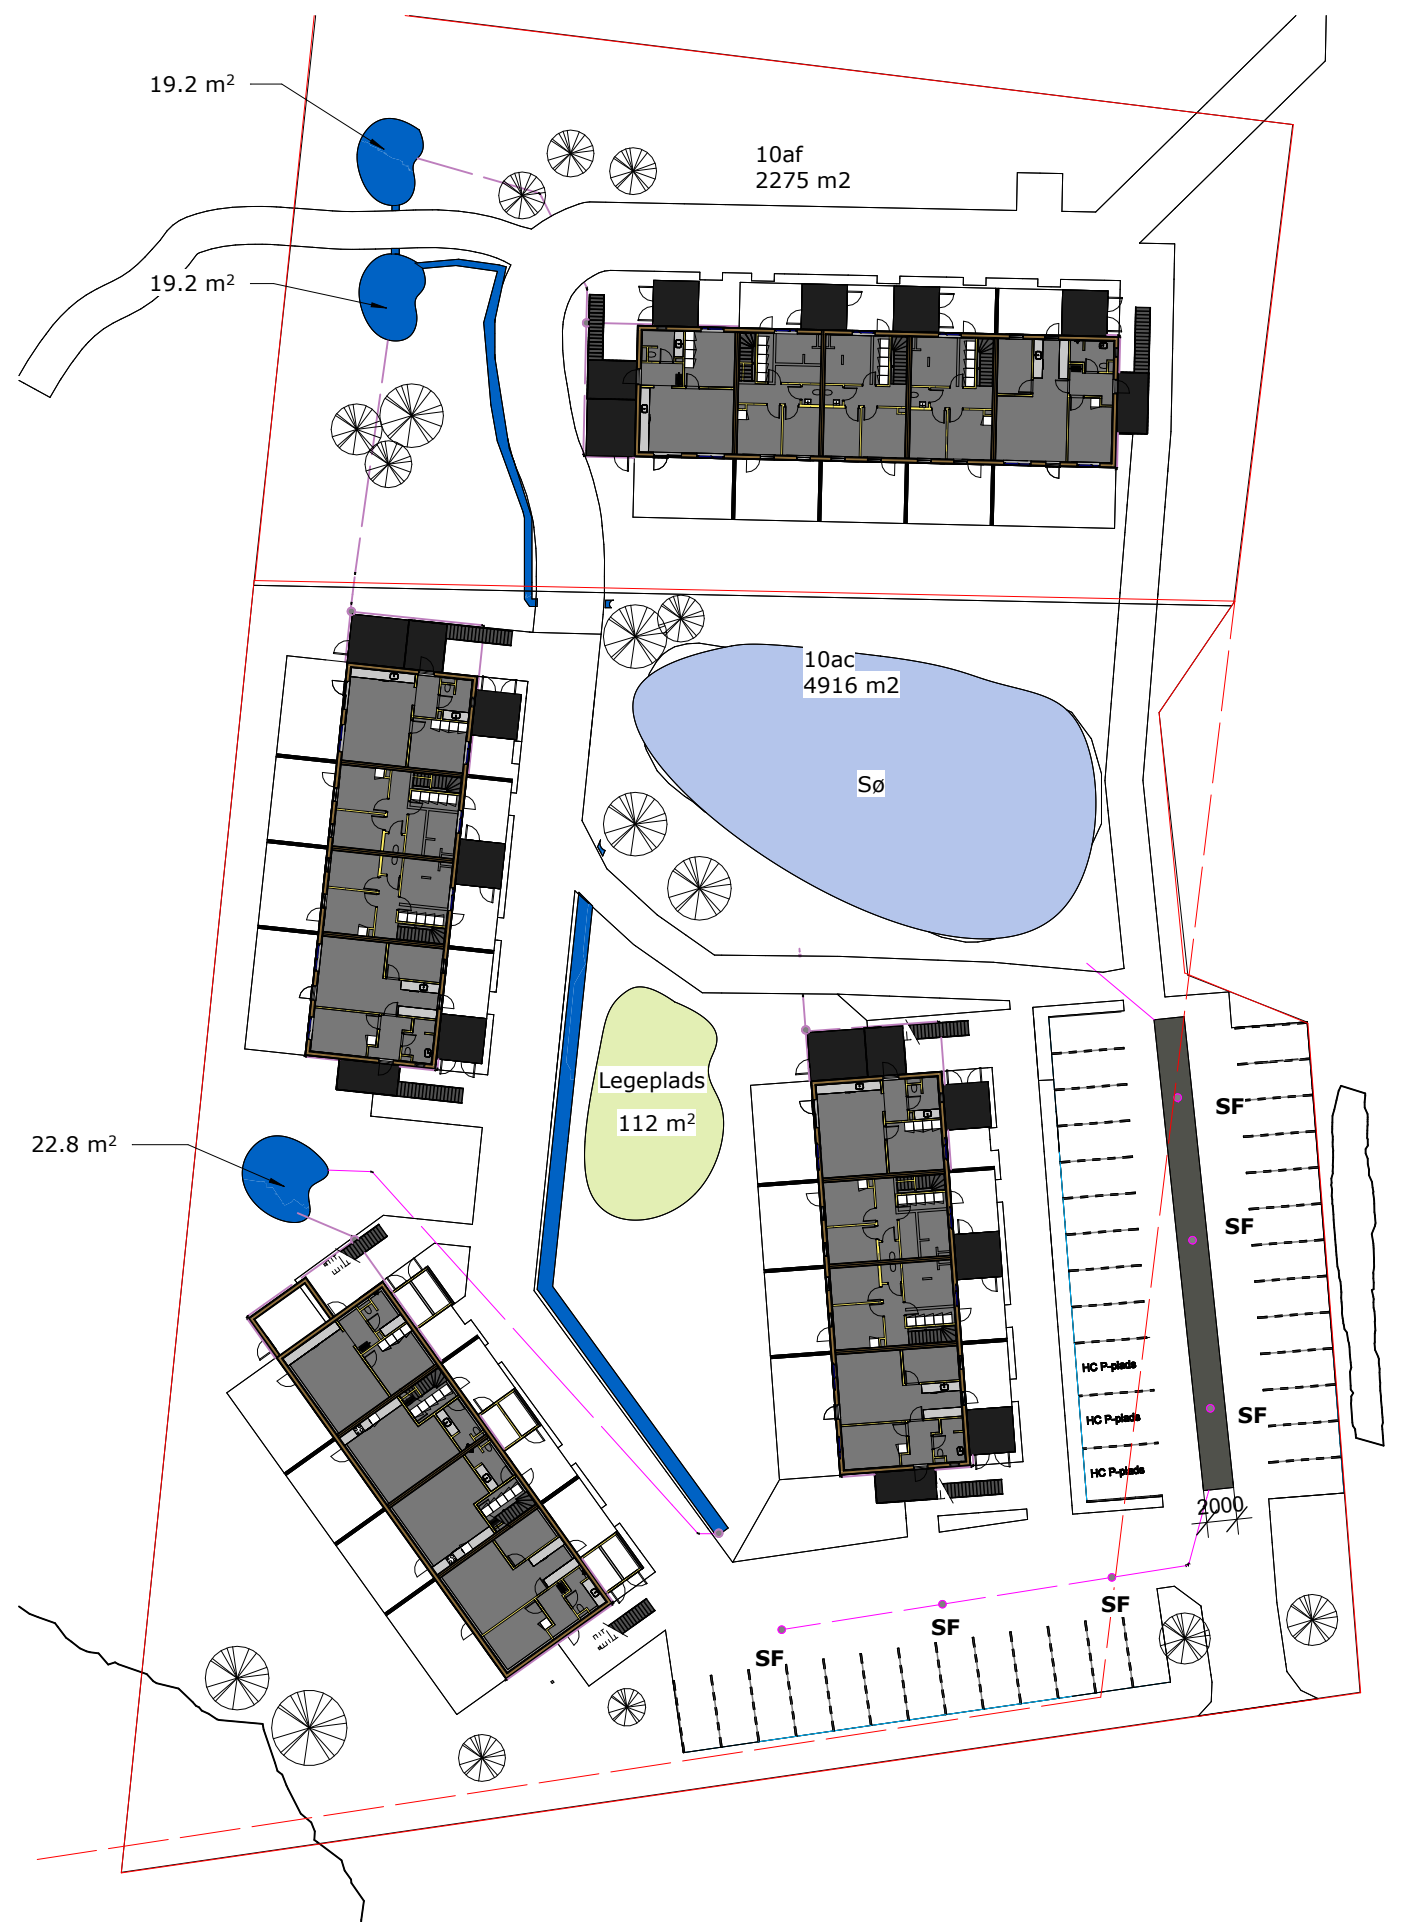 19.2 m²
10af
2275 m2
19.2 m²
10ac
4916 m2
Sø
Legeplads
112 m²
SF
22.8 m²
SF
HC P-plads
HC P-plads
SF
HC P-plads
2000
SF
SF
SF